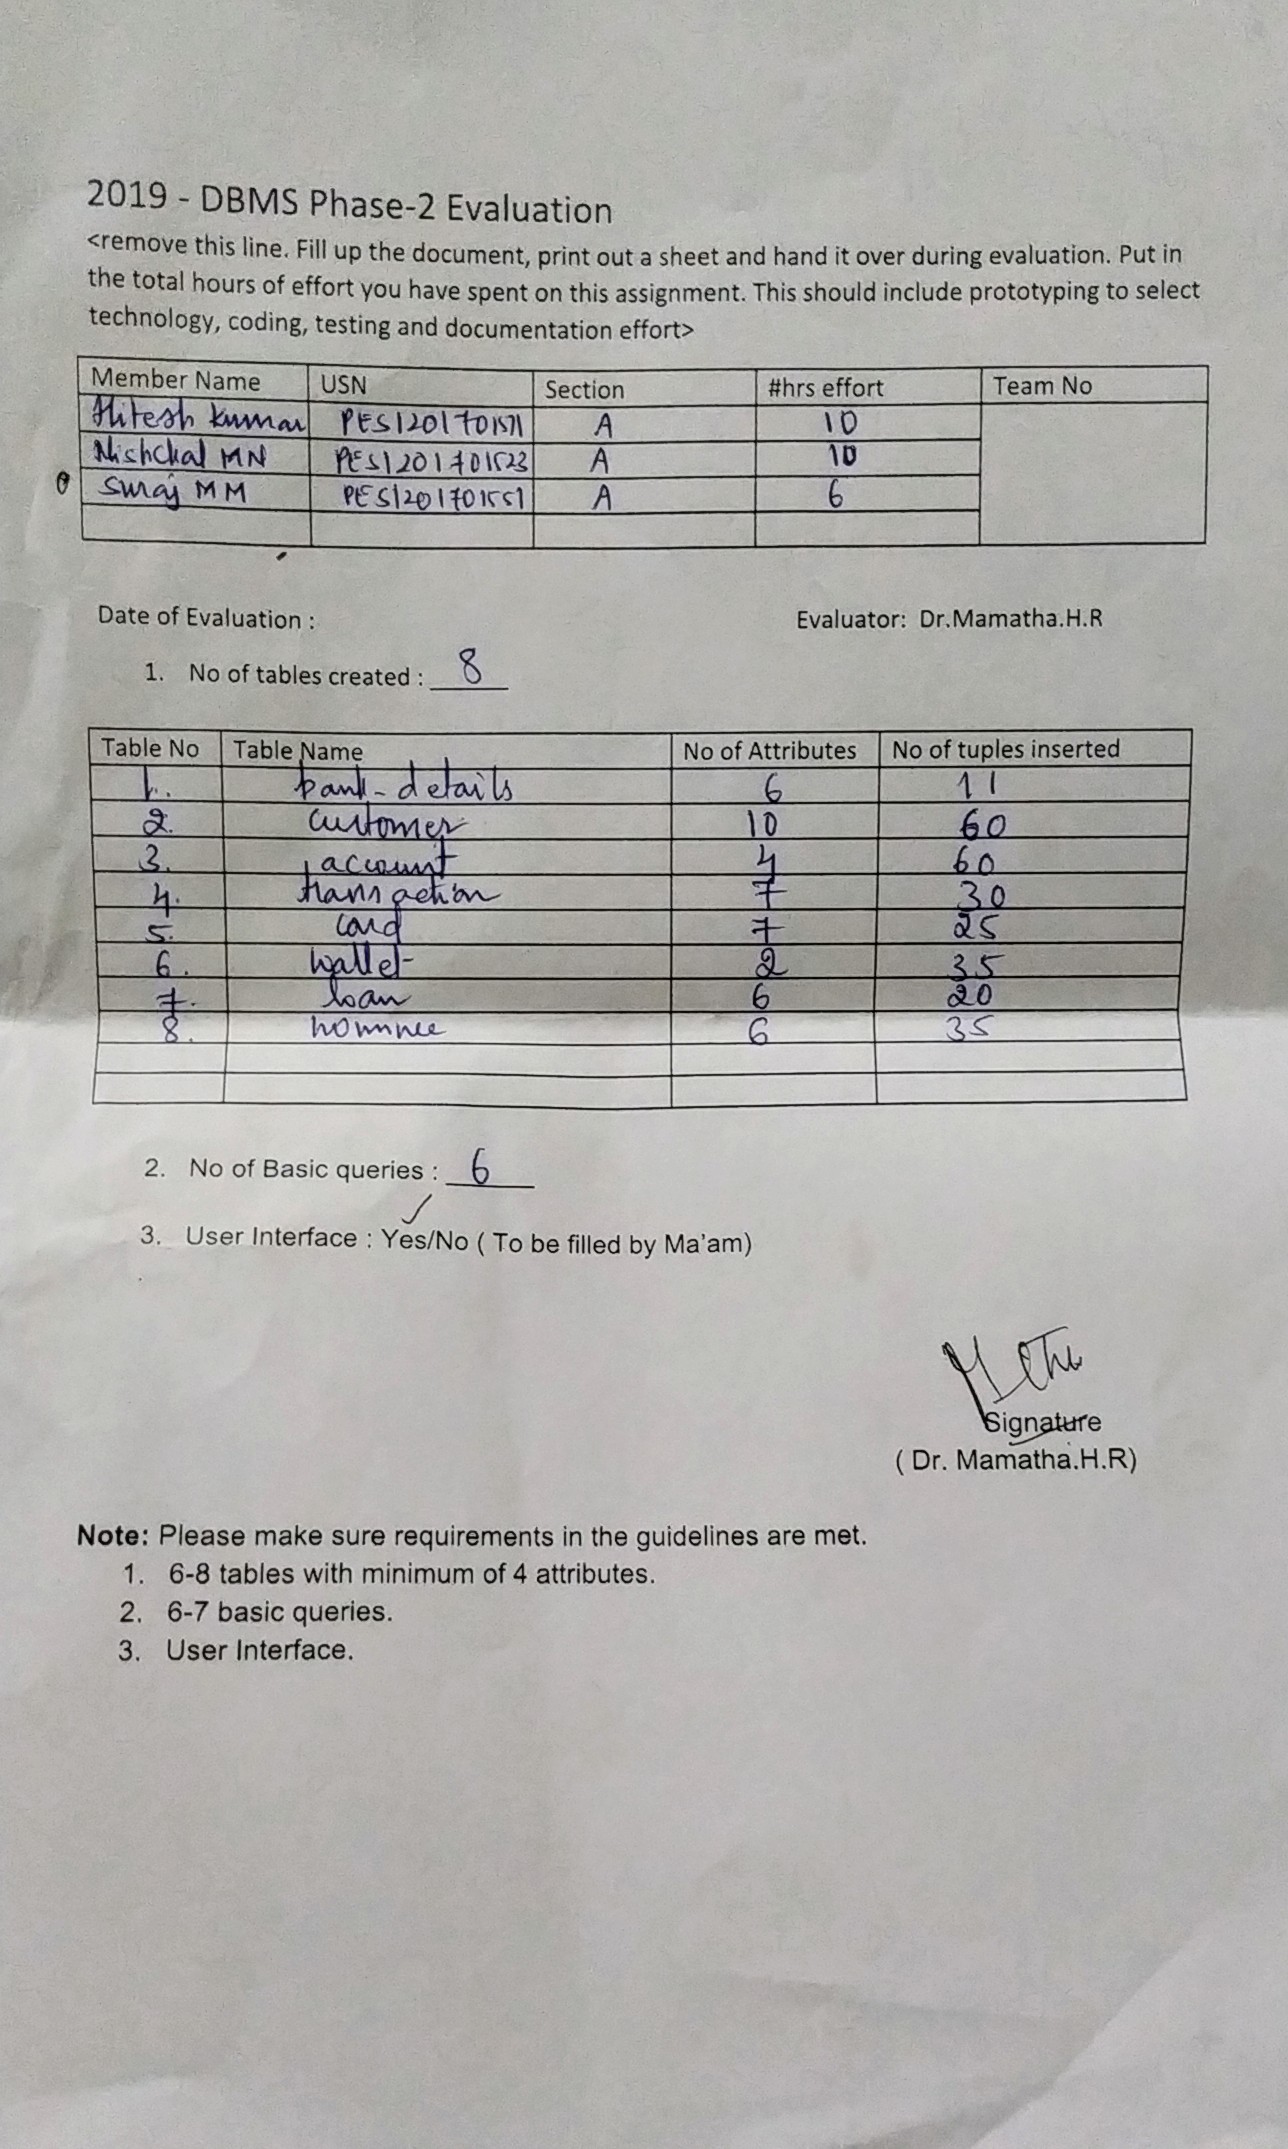 2019 - DBMS Phase-2 Evaluation
<remove this line. Fill up the document, print out a sheet and hand it over during evaluation. Put in
the total hours of effort you have spent on this assignment. This should include prototyping to select
technology, coding, testing and documentation effort>
Member Name USN Section #hrs effort Team No
Hitesh Kumar PES1201701571 A 10
Nishchal MN PES1201701523 A 10
Suraj MM PES1201701551 A 6
Date of Evaluation : Evaluator: Dr.Mamatha.H.R
1. No of tables created : 8
Table No Table Name No of Attributes No of tuples inserted
1. bank-details 6 11
2. customer 10 60
3. account 4 60
4. transaction 7 30
5. card 7 25
6. wallet 2 35
7. loan 6 20
8. nominee 6 35
2. No of Basic queries : 6
3. User Interface : Yes/No ( To be filled by Ma'am)
Signature
( Dr. Mamatha.H.R)
Note: Please make sure requirements in the guidelines are met.
1. 6-8 tables with minimum of 4 attributes.
2. 6-7 basic queries.
3. User Interface.